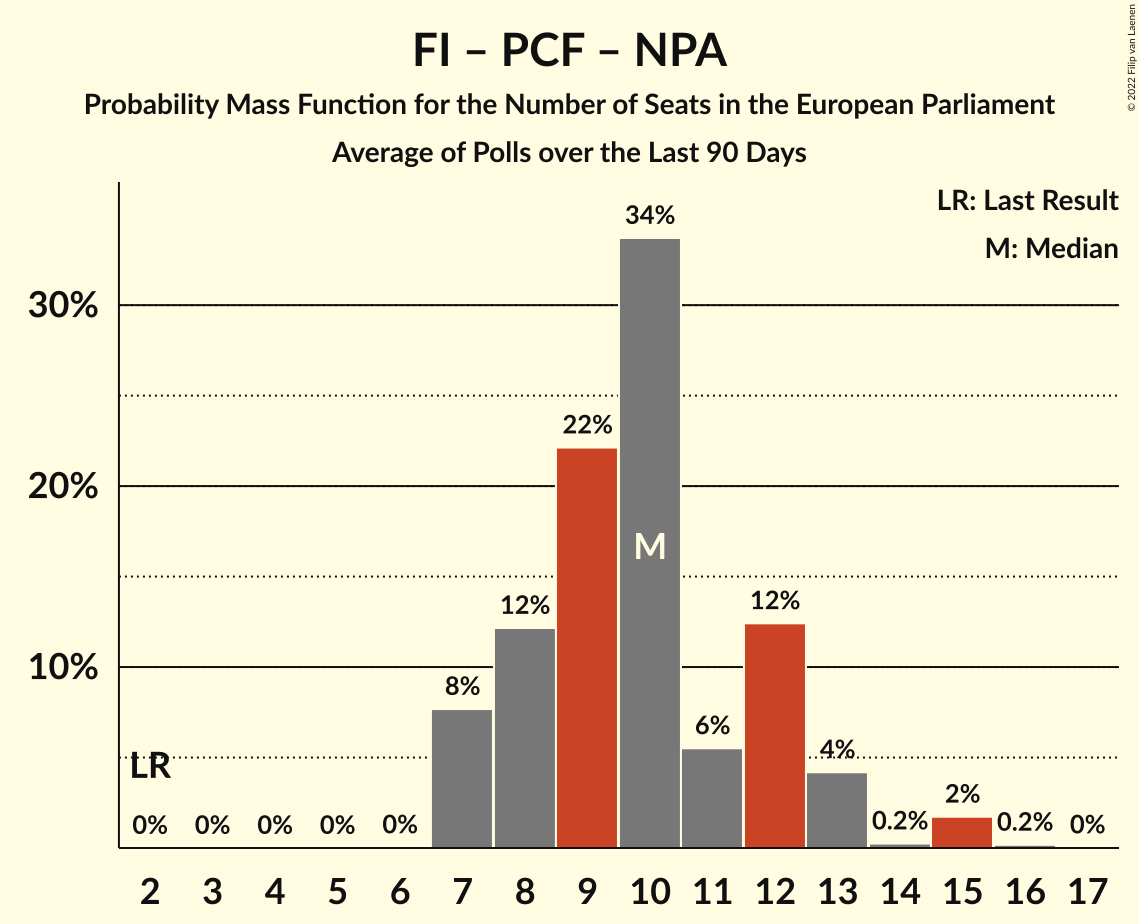 FI – PCF – NPA
Probability Mass Function for the Number of Seats in the European Parliament
Average of Polls over the Last 90 Days
© 2022 Filip van Laenen
LR: Last Result
M: Median
34%
30%
22%
20%
M
12%
12%
10%
8%
6%
4%
LR
2%
0%
0%
0%
0%
0%
0.2%
0.2%
0%
2 3 4 5 6 7 8 9 10 11 12 13 14 15 16 17